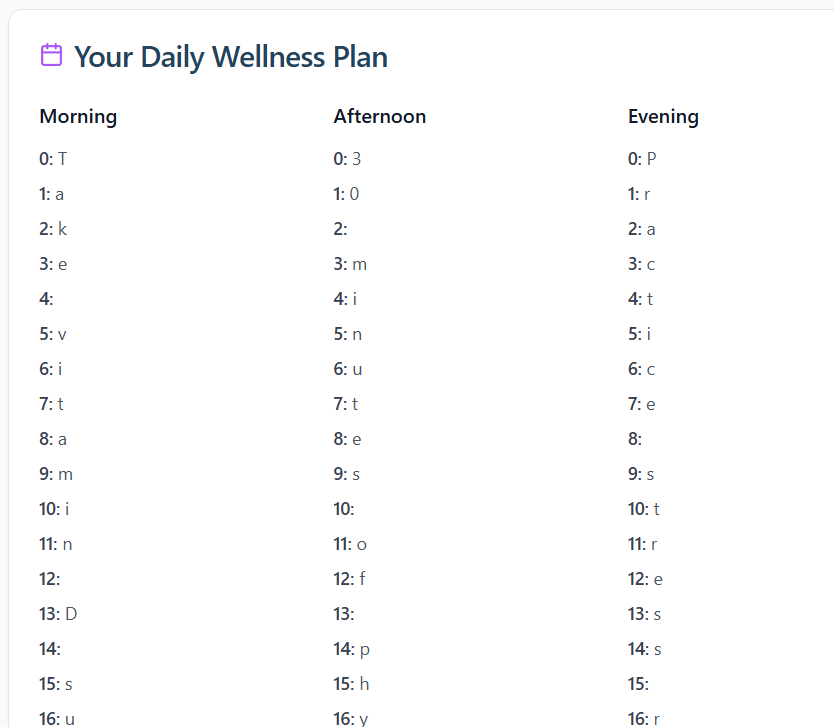 Your Daily Wellness Plan
Morning
0: T
1: a
2: k
3: e
4:
5: v
6: i
7: t
8: a
9: m
10: i
11: n
12:
13: D
14:
15: s
16: u
Afternoon
0: 3
1: 0
2:
3: m
4: i
5: n
6: u
7: t
8: e
9: s
10:
11: o
12: f
13:
14: p
15: h
16: y
Evening
0: P
1: r
2: a
3: c
4: t
5: i
6: c
7: e
8:
9: s
10: t
11: r
12: e
13: s
14: s
15:
16: r